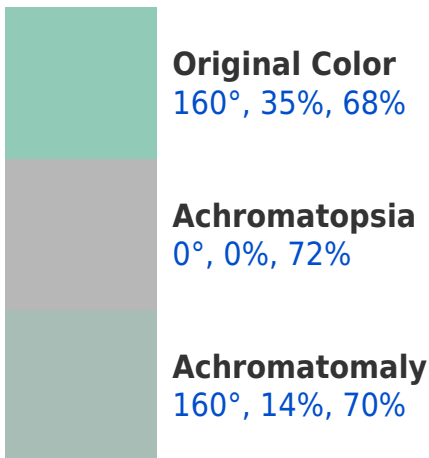 Original Color
160°, 35%, 68%
Achromatopsia
0°, 0%, 72%
Achromatomaly
160°, 14%, 70%